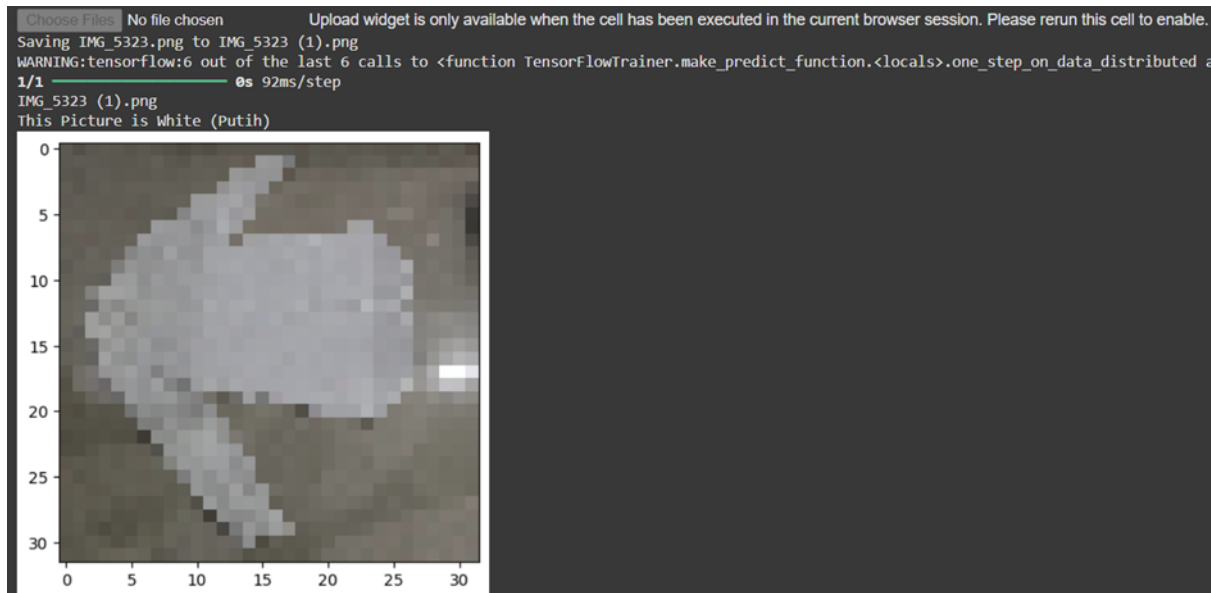 Choose Files No file chosen Upload widget is only available when the cell has been executed in the current browser session. Please rerun this cell to enable.
Saving IMG_5323.png to IMG_5323 (1).png
WARNING:tensorflow:6 out of the last 6 calls to <function TensorFlowTrainer.make_predict_function.<locals>.one_step_on_data_distributed a
1/1 0s 92ms/step
IMG_5323 (1).png
This Picture is White (Putih)
0
5
10
15
20
25
30
0 5 10 15 20 25 30